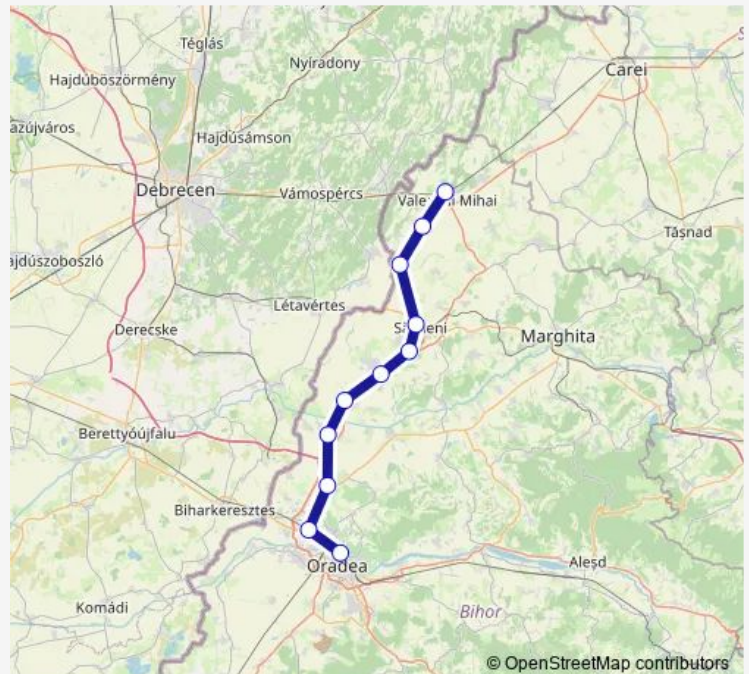 Téglás
Nyíradony
Hajdúböszörmény
Carei
azújváros
Hajdúsámson
Debrecen
Vámospércs
Mihai
Tășnad
ajdúszoboszló
Létavértes
Derecske
Marghita
Berettyóújfalu
Biharkeresztes
Oradea
Aleșd
Komádi
Bihor
© OpenStreetMap contributors